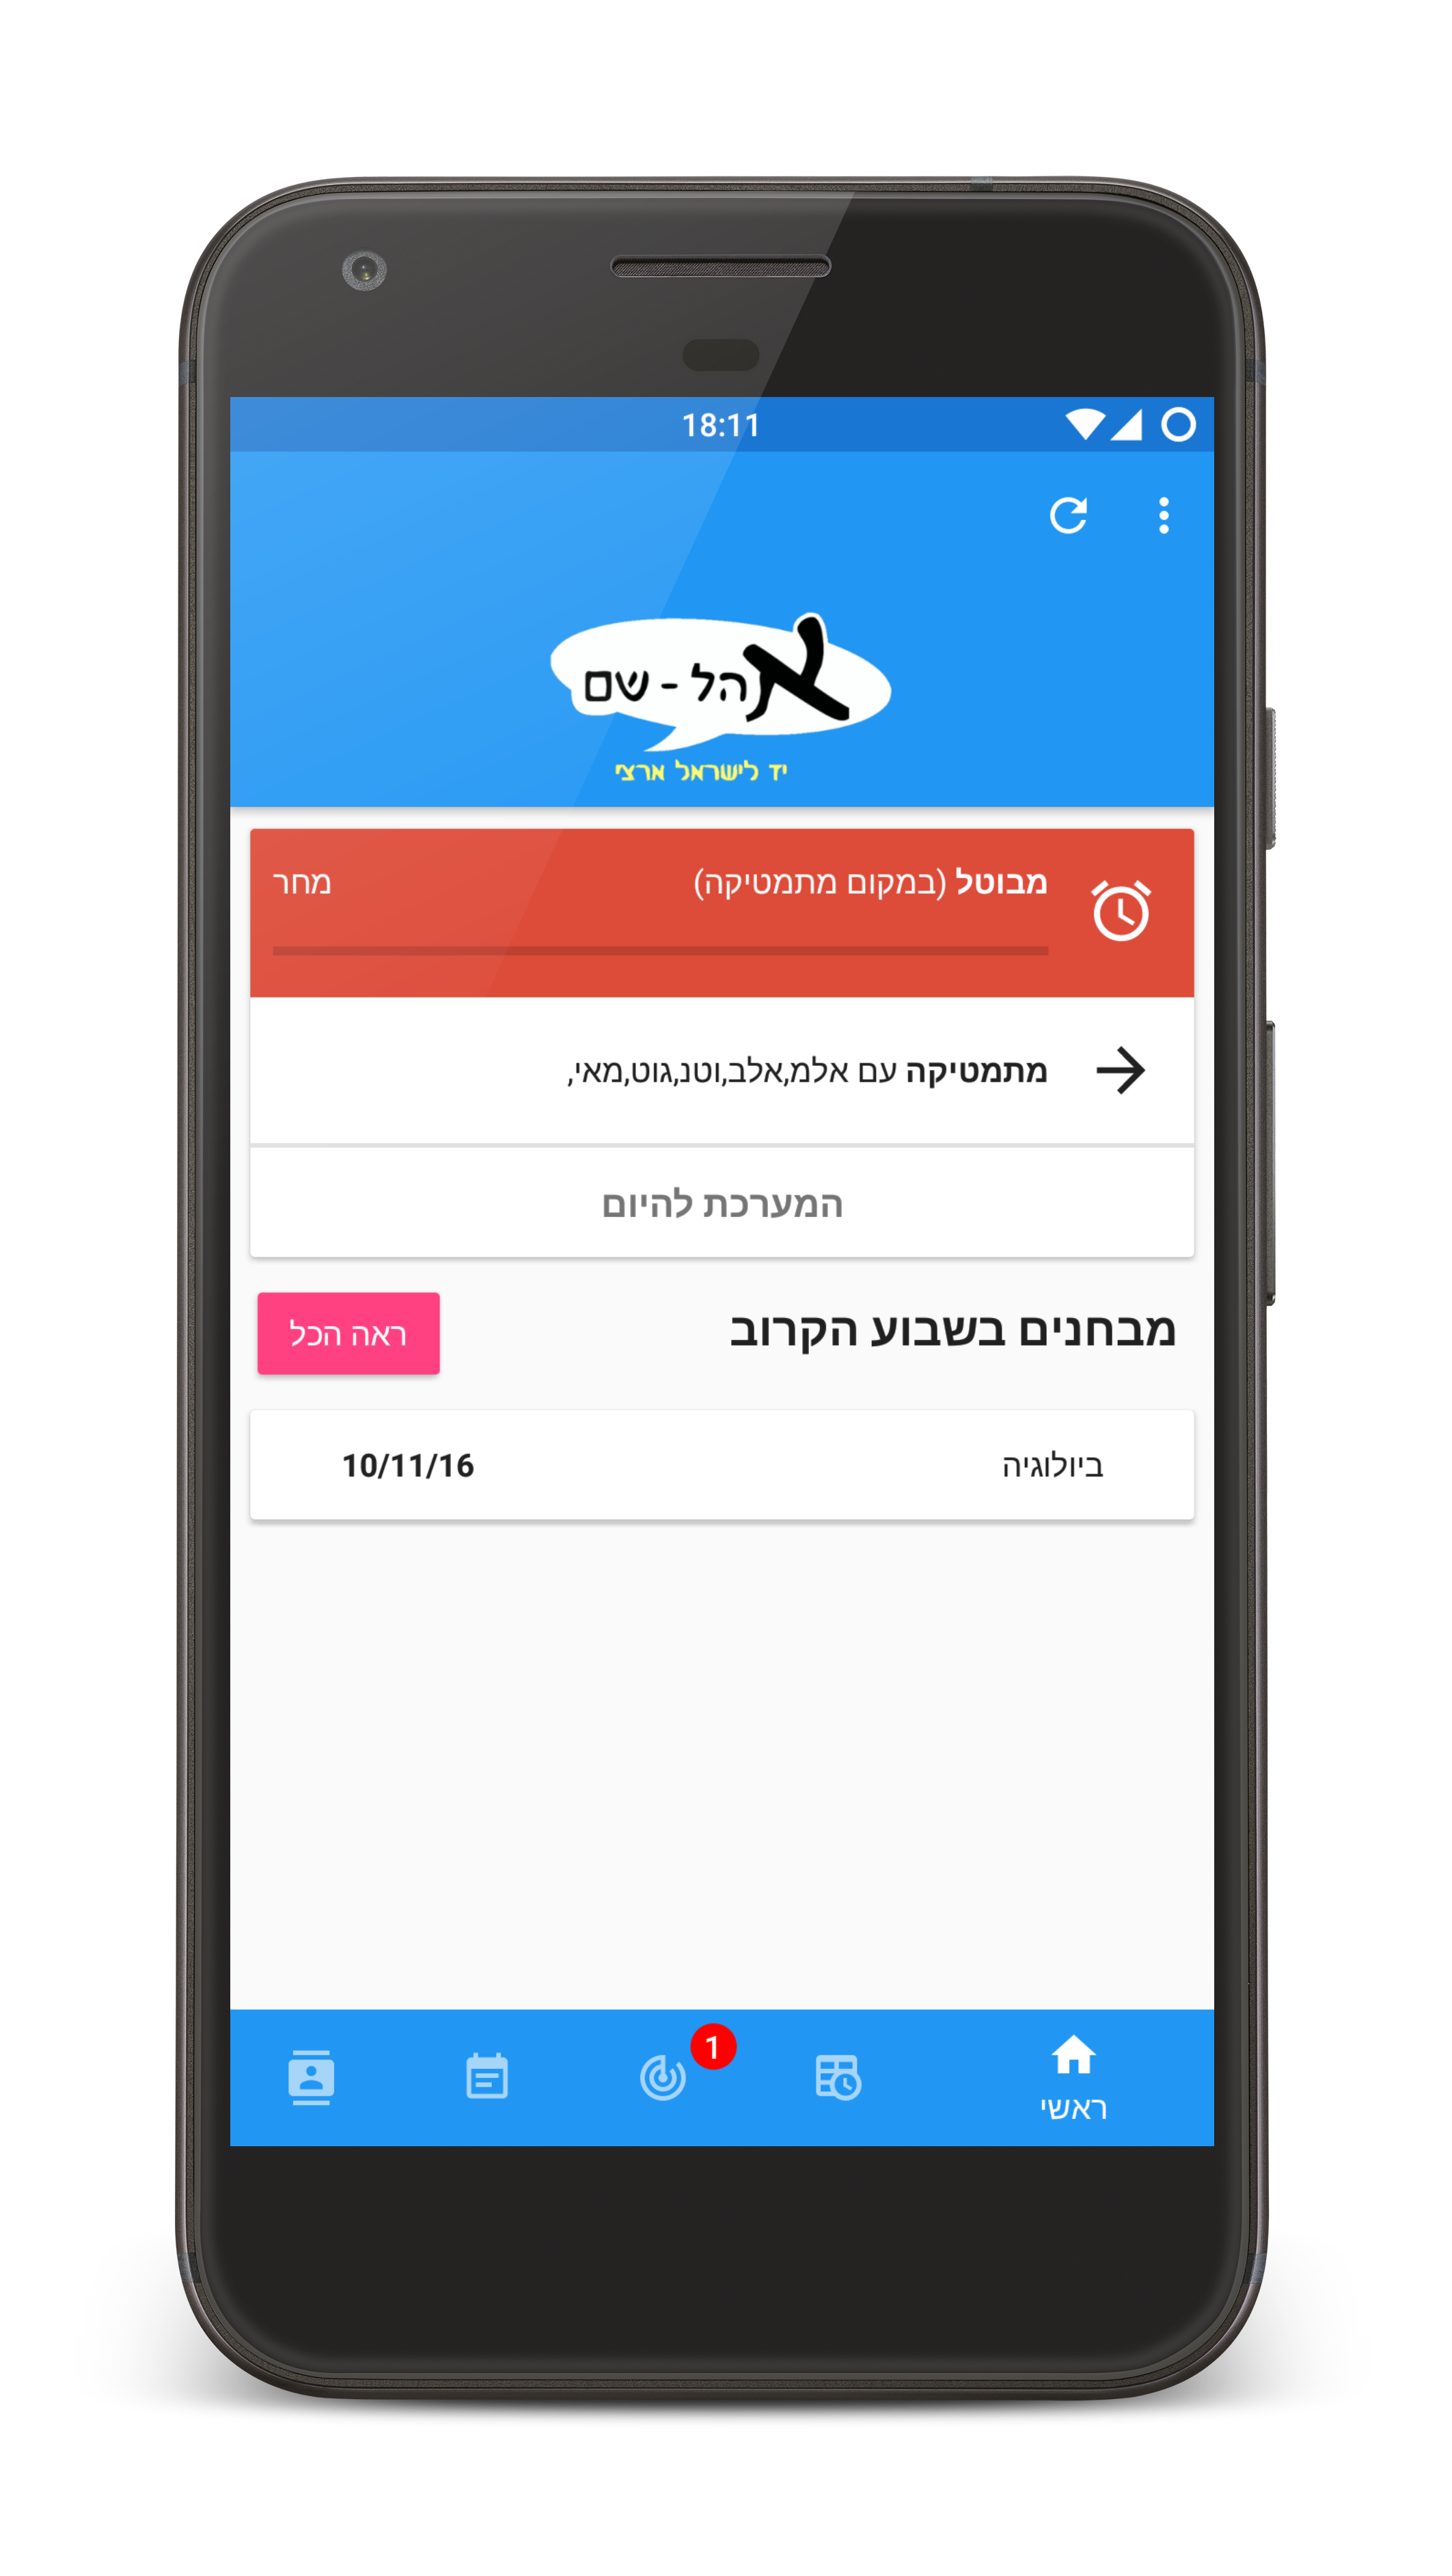 18:11
אהל - שם
יד לישראל ארצי
מבוטל (במקום מתמטיקה) מחר
מתמטיקה עם אלמ,אלב,וטנ,גוט,מאי,
המערכת להיום
מבחנים בשבוע הקרוב ראה הכל
ביולוגיה 10/11/16
1
ראשי